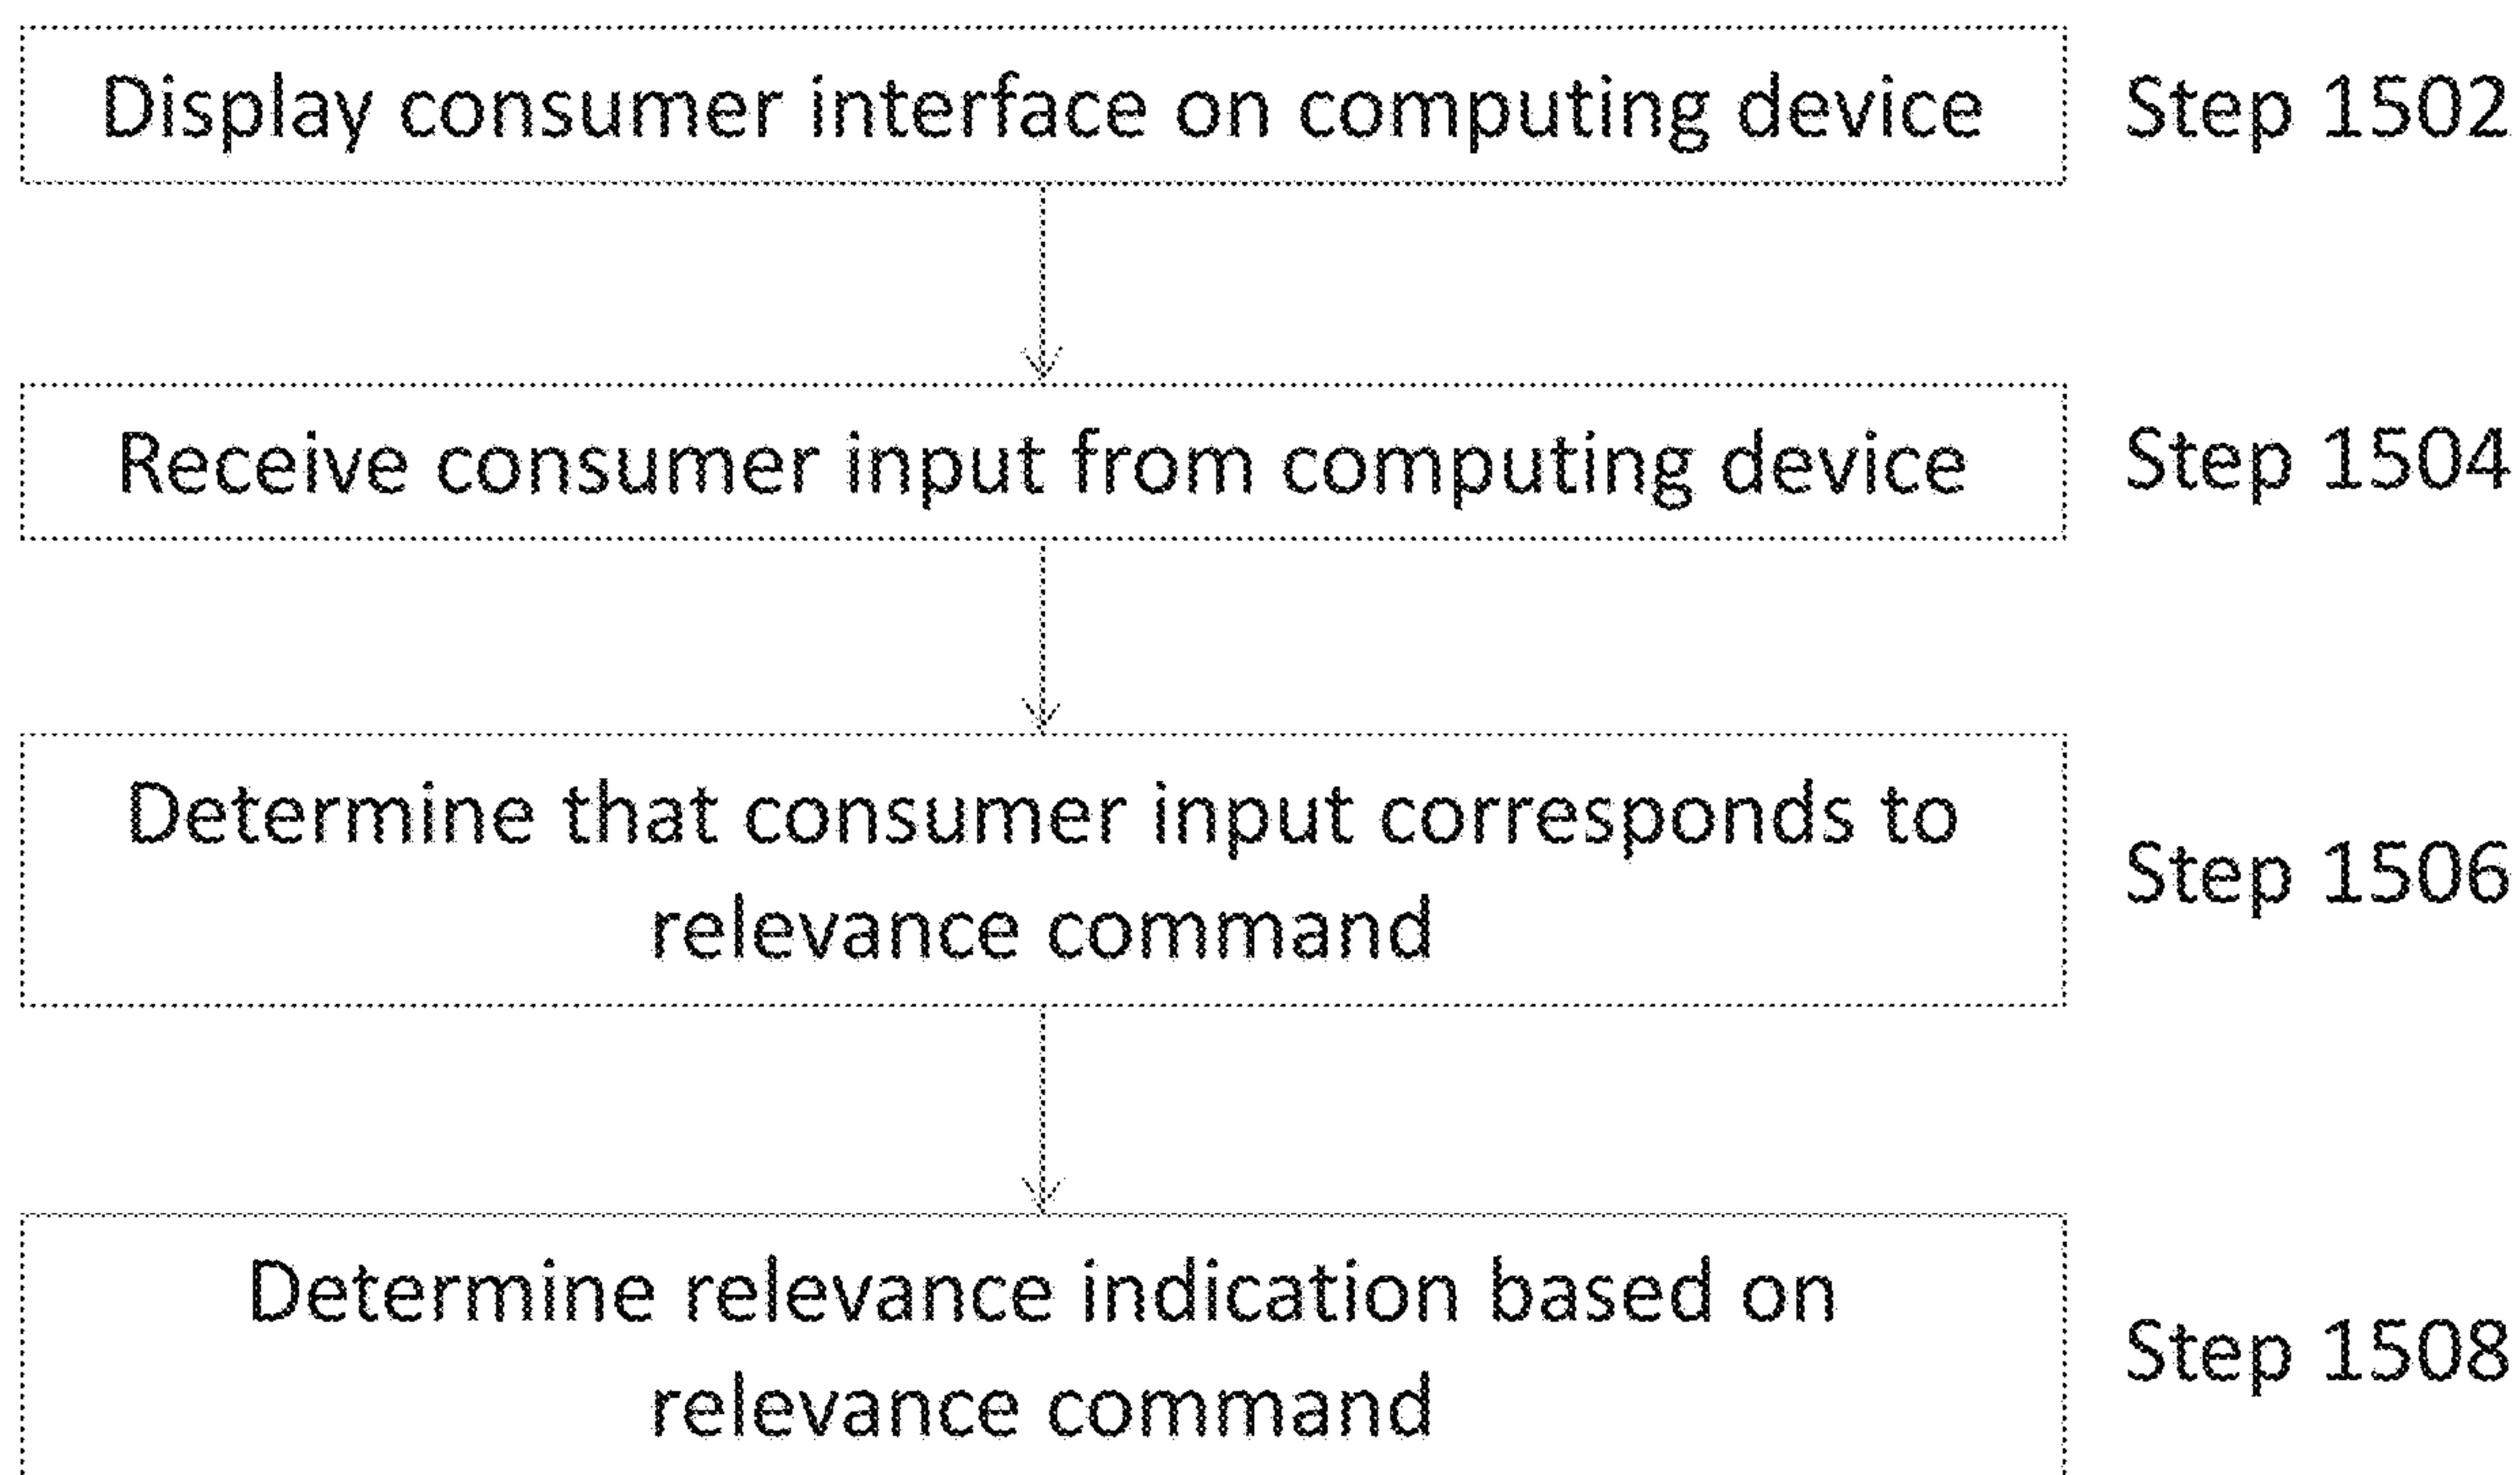 Display consumer interface on computing device Step 1502
Receive consumer input from computing device Step 1504
Determine that consumer input corresponds to
relevance command
Step 1506
Determine relevance indication based on
relevance command
Step 1508